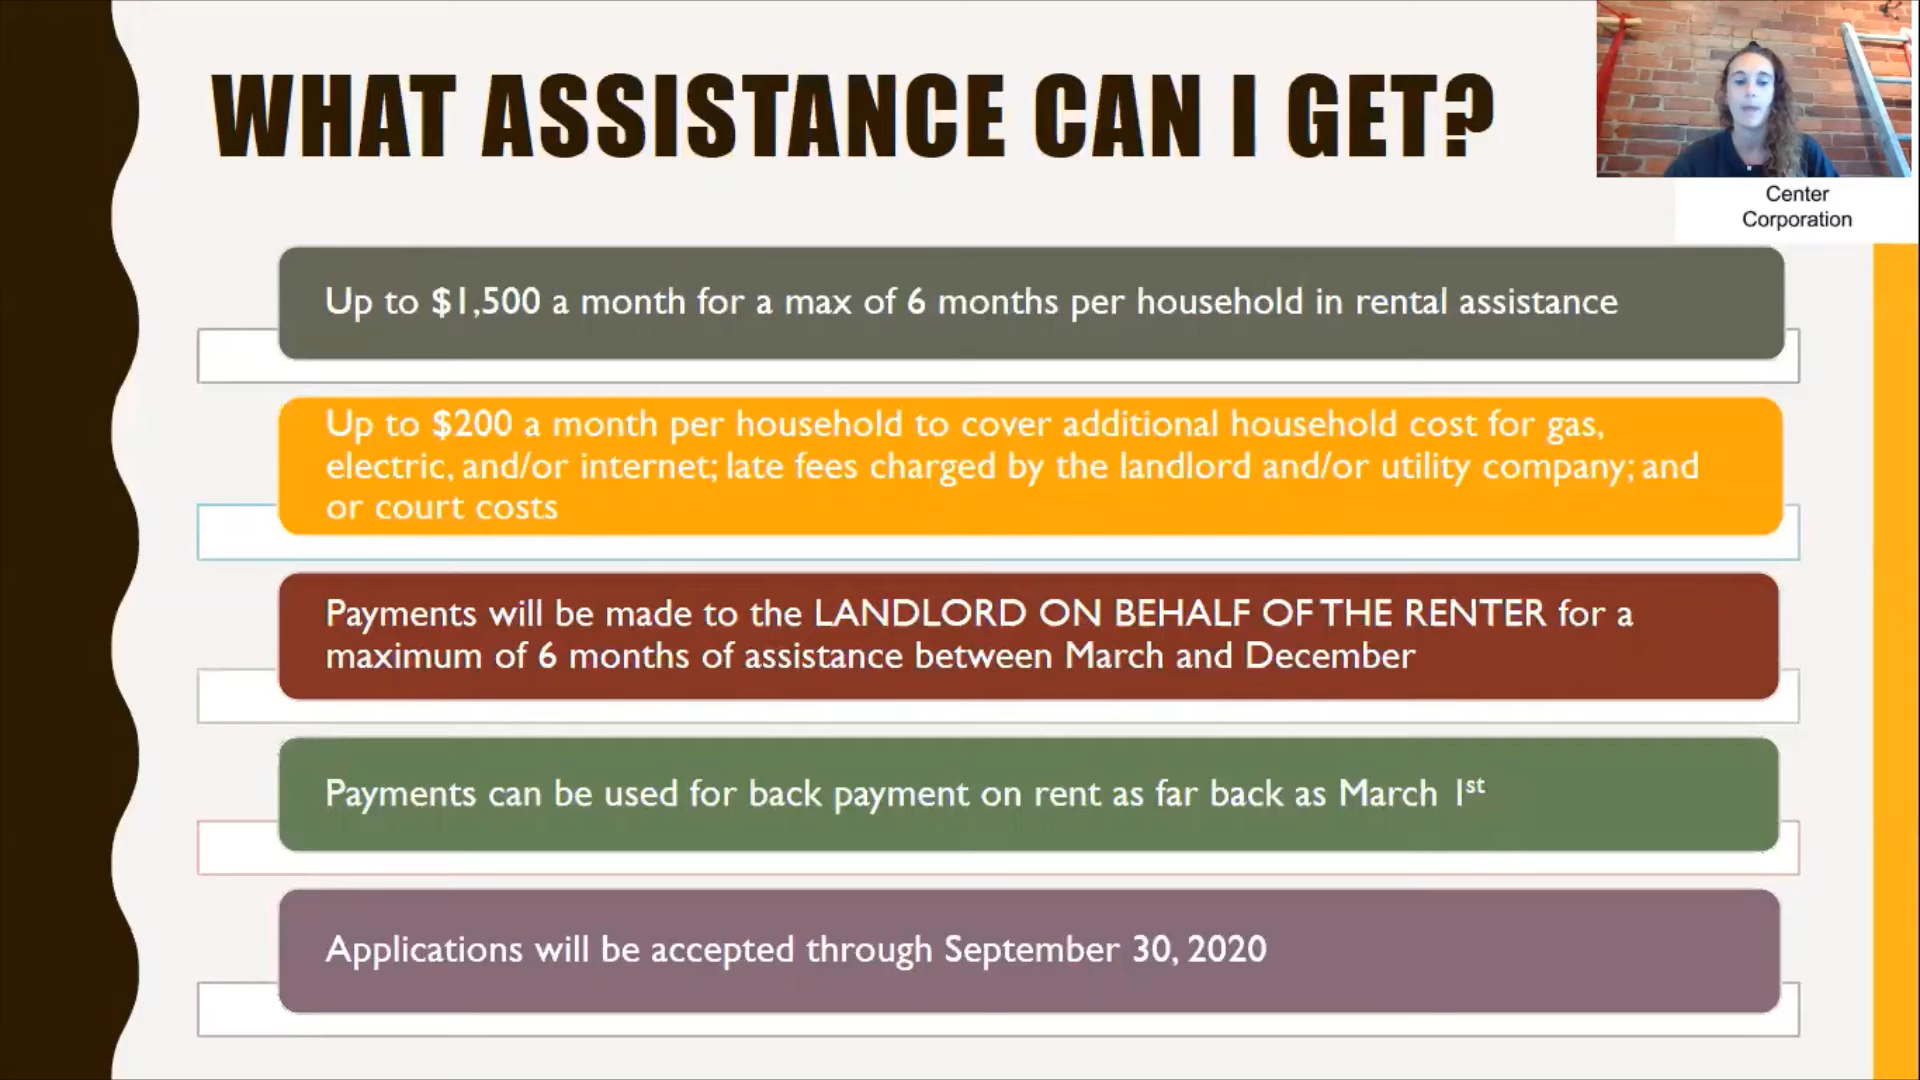 WHAT ASSISTANCE CAN I GET?
Center
Corporation
Up to $1,500 a month for a max of 6 months per household in rental assistance
Up to $200 a month per household to cover additional household cost for gas,
electric, and/or internet; late fees charged by the landlord and/or utility company; and
or court costs
Payments will be made to the LANDLORD ON BEHALF OF THE RENTER for a
maximum of 6 months of assistance between March and December
Payments can be used for back payment on rent as far back as March 1st
Applications will be accepted through September 30, 2020